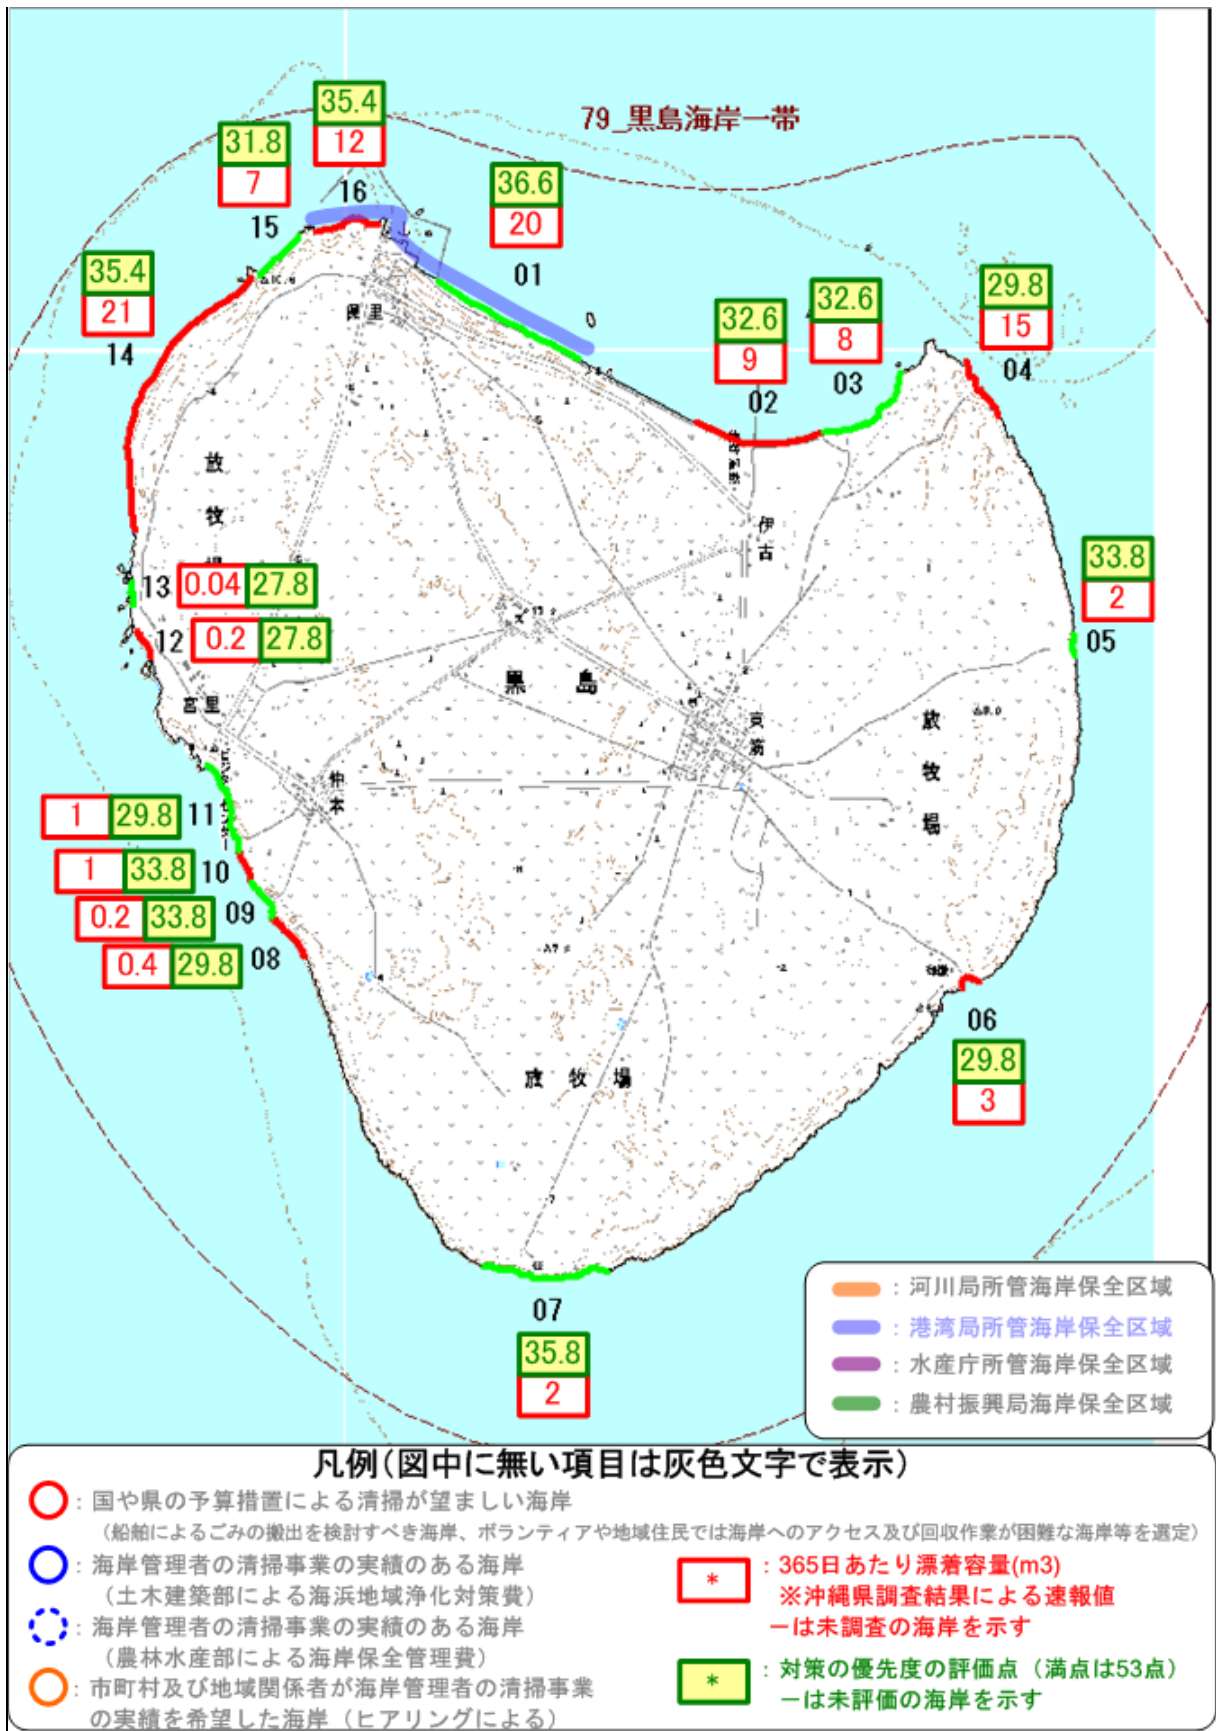 79_黒島海岸一帯
35.4
12
16
31.8
7
15
36.6
20
01
35.4
21
14
32.6
9
02
32.6
8
03
29.8
15
04
保里
放牧
伊古
13
0.04 27.8
12
0.2 27.8
33.8
2
05
黒島
宮里
東筋
放牧場
仲本
1 29.8 11
1 33.8 10
0.2 33.8 09
0.4 29.8 08
06
29.8
3
放牧場
07
35.8
2
:河川局所管海岸保全区域
:港湾局所管海岸保全区域
:水産庁所管海岸保全区域
:農村振興局海岸保全区域
凡例(図中に無い項目は灰色文字で表示)
:国や県の予算措置による清掃が望ましい海岸
(船舶によるごみの搬出を検討すべき海岸、ボランティアや地域住民では海岸へのアクセス及び回収作業が困難な海岸等を選定)
:海岸管理者の清掃事業の実績のある海岸
(土木建築部による海浜地域浄化対策費)
:海岸管理者の清掃事業の実績のある海岸
(農林水産部による海岸保全管理費)
:市町村及び地域関係者が海岸管理者の清掃事業
の実績を希望した海岸(ヒアリングによる)
*
:365日あたり漂着容量(m3)
※沖縄県調査結果による速報値
-は未調査の海岸を示す
*
:対策の優先度の評価点(満点は53点)
-は未評価の海岸を示す